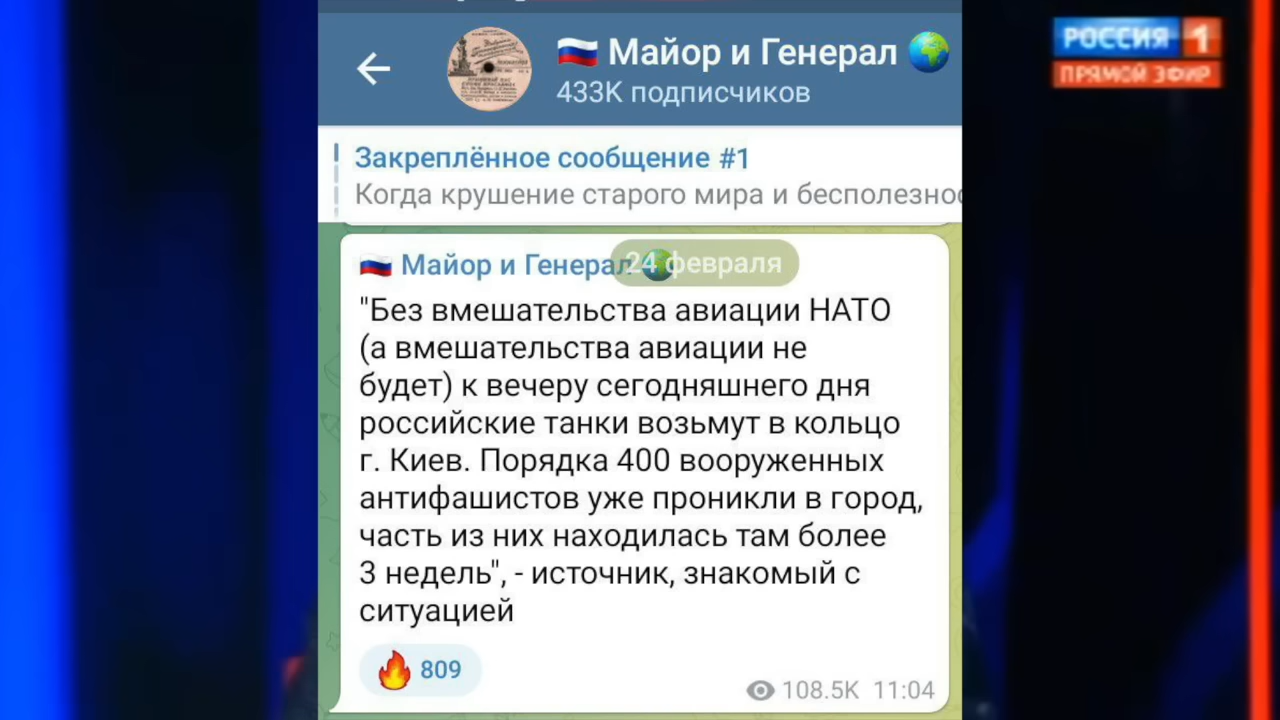 РОССИЯ 1
ПРЯМОЙ ЭФИР
Майор и Генерал
433K подписчиков
Закреплённое сообщение #1
Когда крушение старого мира и бесполезнос
24 февраля
Майор и Генерал
"Без вмешательства авиации НАТО
(а вмешательства авиации не
будет) к вечеру сегодняшнего дня
российские танки возьмут в кольцо
г. Киев. Порядка 400 вооруженных
антифашистов уже проникли в город,
часть из них находилась там более
3 недель", - источник, знакомый с
ситуацией
809
108.5K 11:04